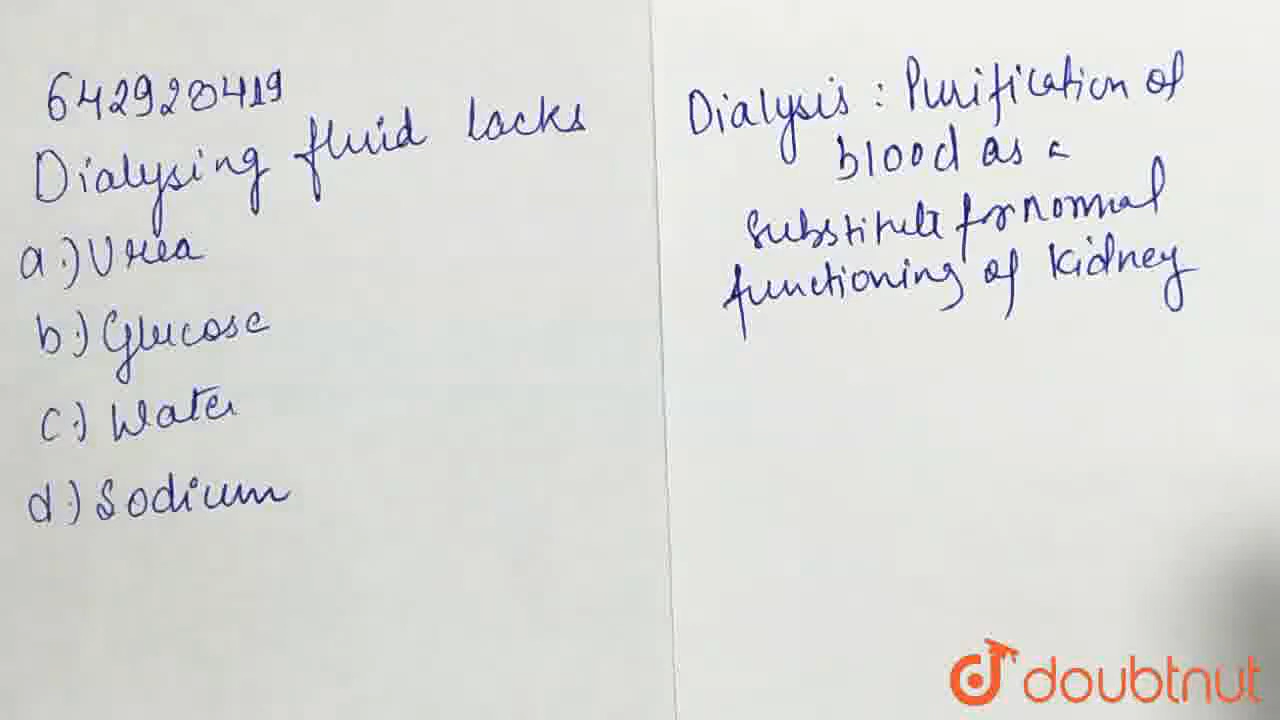 642920419
Dialysing fluid lacks
a.) Urea
b.) Glucose
c.) Water
d.) Sodium
Dialysis : Purification of
blood as a
substitute for normal
functioning of kidney
doubtnut